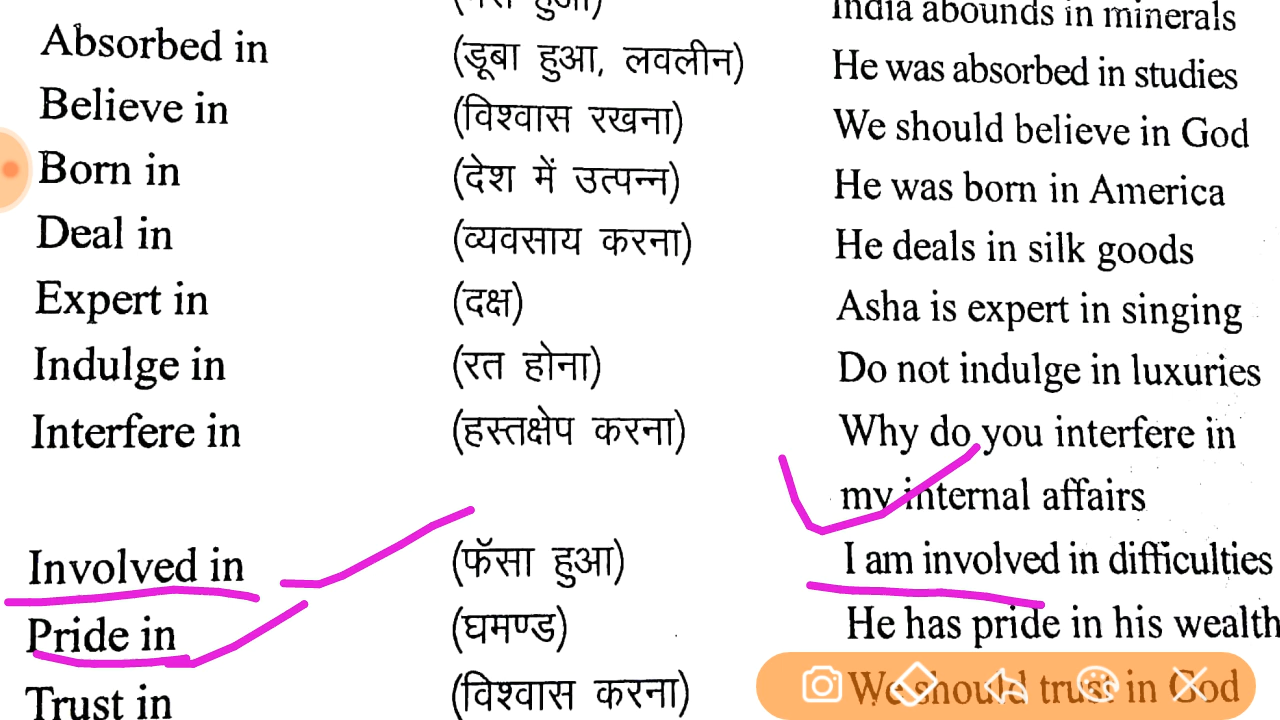 India abounds in minerals
Absorbed in (डूबा हुआ, लवलीन) He was absorbed in studies
Believe in (विश्वास रखना) We should believe in God
Born in (देश में उत्पन्न) He was born in America
Deal in (व्यवसाय करना) He deals in silk goods
Expert in (दक्ष) Asha is expert in singing
Indulge in (रत होना) Do not indulge in luxuries
Interfere in (हस्तक्षेप करना) Why do you interfere in
my internal affairs
Involved in (फँसा हुआ) I am involved in difficulties
Pride in (घमण्ड) He has pride in his wealth
Trust in (विश्वास करना) We should trust in God